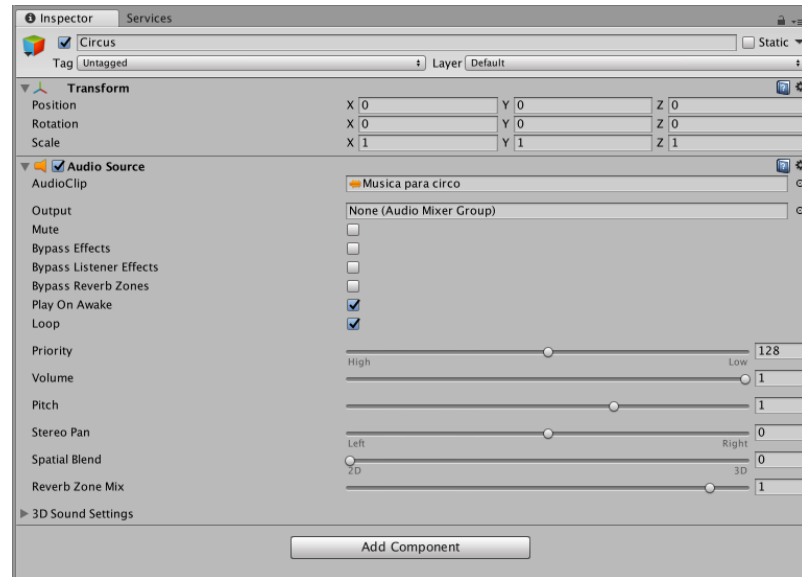 Inspector Services
Circus Static
Tag Untagged Layer Default
Transform
Position X 0 Y 0 Z 0
Rotation X 0 Y 0 Z 0
Scale X 1 Y 1 Z 1
Audio Source
AudioClip Musica para circo
Output None (Audio Mixer Group)
Mute
Bypass Effects
Bypass Listener Effects
Bypass Reverb Zones
Play On Awake
Loop
Priority 128
High Low
Volume 1
Pitch 1
Stereo Pan 0
Left Right
Spatial Blend 0
2D 3D
Reverb Zone Mix 1
3D Sound Settings
Add Component